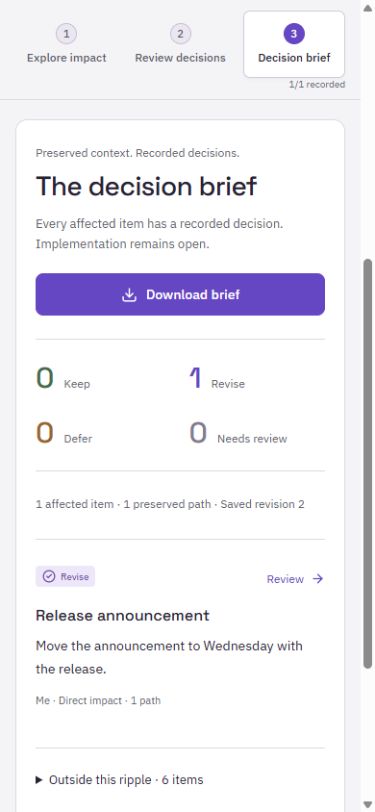 1
Explore impact
2
Review decisions
3
Decision brief
1/1 recorded
Preserved context. Recorded decisions.
The decision brief
Every affected item has a recorded decision.
Implementation remains open.
Download brief
0 Keep
1 Revise
0 Defer
0 Needs review
1 affected item · 1 preserved path · Saved revision 2
Revise
Review →
Release announcement
Move the announcement to Wednesday with
the release.
Me · Direct impact · 1 path
Outside this ripple · 6 items